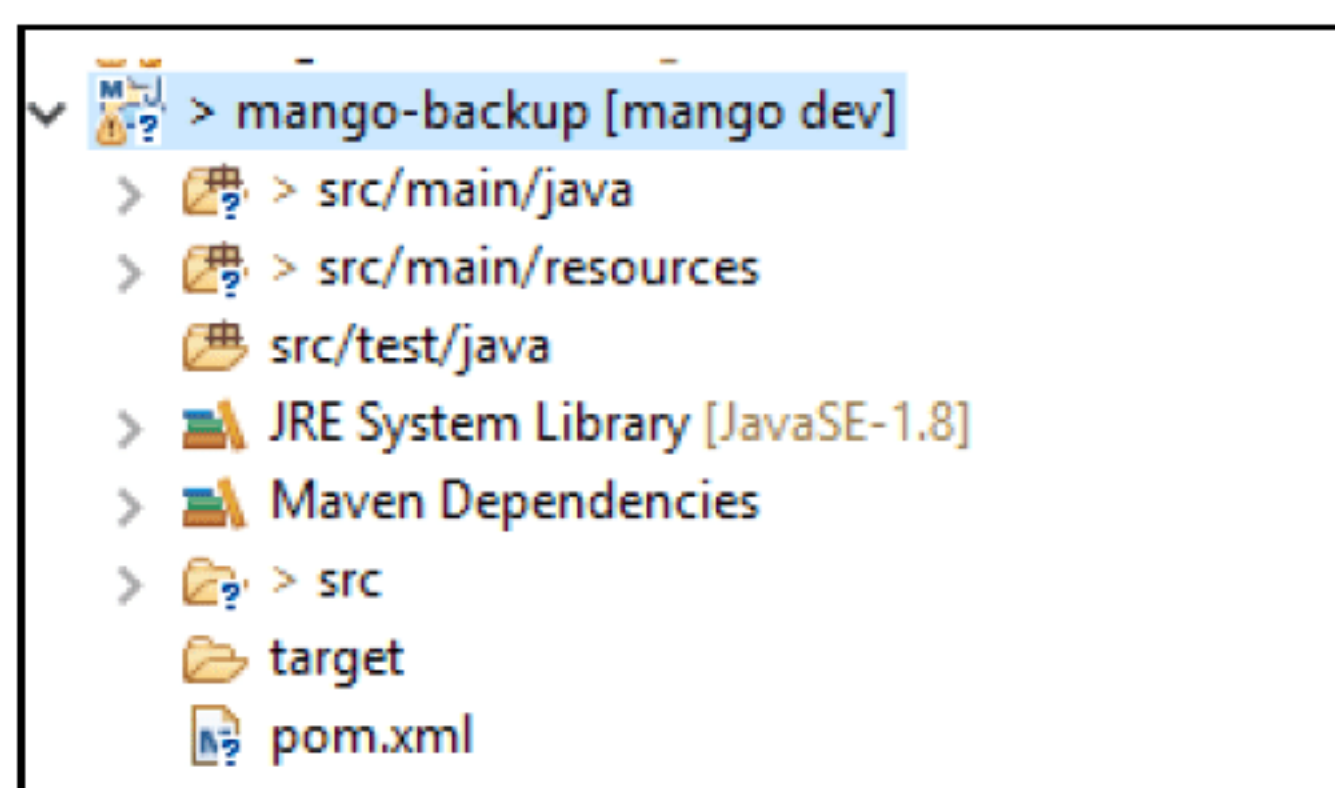 > mango-backup [mango dev]
> src/main/java
> src/main/resources
src/test/java
JRE System Library [JavaSE-1.8]
Maven Dependencies
> src
target
pom.xml